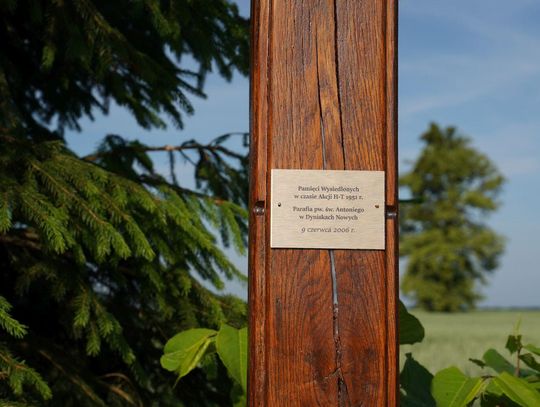 Pamięci Wysiedlonych
w czasie Akcji H-T 1951 r.
Parafia pw. św. Antoniego
w Dyniskach Nowych
9 czerwca 2006 r.